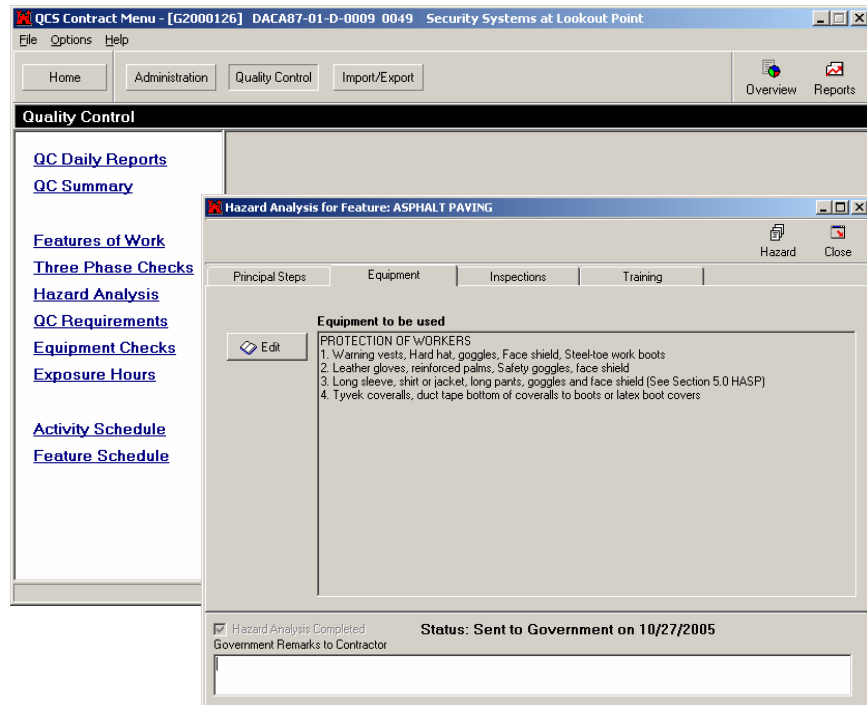 QCS Contract Menu - [G2000126] DACA87-01-D-0009 0049 Security Systems at Lookout Point
File Options Help
Home Administration Quality Control Import/Export Overview Reports
Quality Control
QC Daily Reports
QC Summary
Features of Work
Three Phase Checks
Hazard Analysis
QC Requirements
Equipment Checks
Exposure Hours
Activity Schedule
Feature Schedule
Hazard Analysis for Feature: ASPHALT PAVING
Hazard Close
Principal Steps Equipment Inspections Training
Equipment to be used
Edit
PROTECTION OF WORKERS
1. Warning vests, Hard hat, goggles, Face shield, Steel-toe work boots
2. Leather gloves, reinforced palms, Safety goggles, face shield
3. Long sleeve, shirt or jacket, long pants, goggles and face shield (See Section 5.0 HASP)
4. Tyvek coveralls, duct tape bottom of coveralls to boots or latex boot covers
Hazard Analysis Completed Status: Sent to Government on 10/27/2005
Government Remarks to Contractor